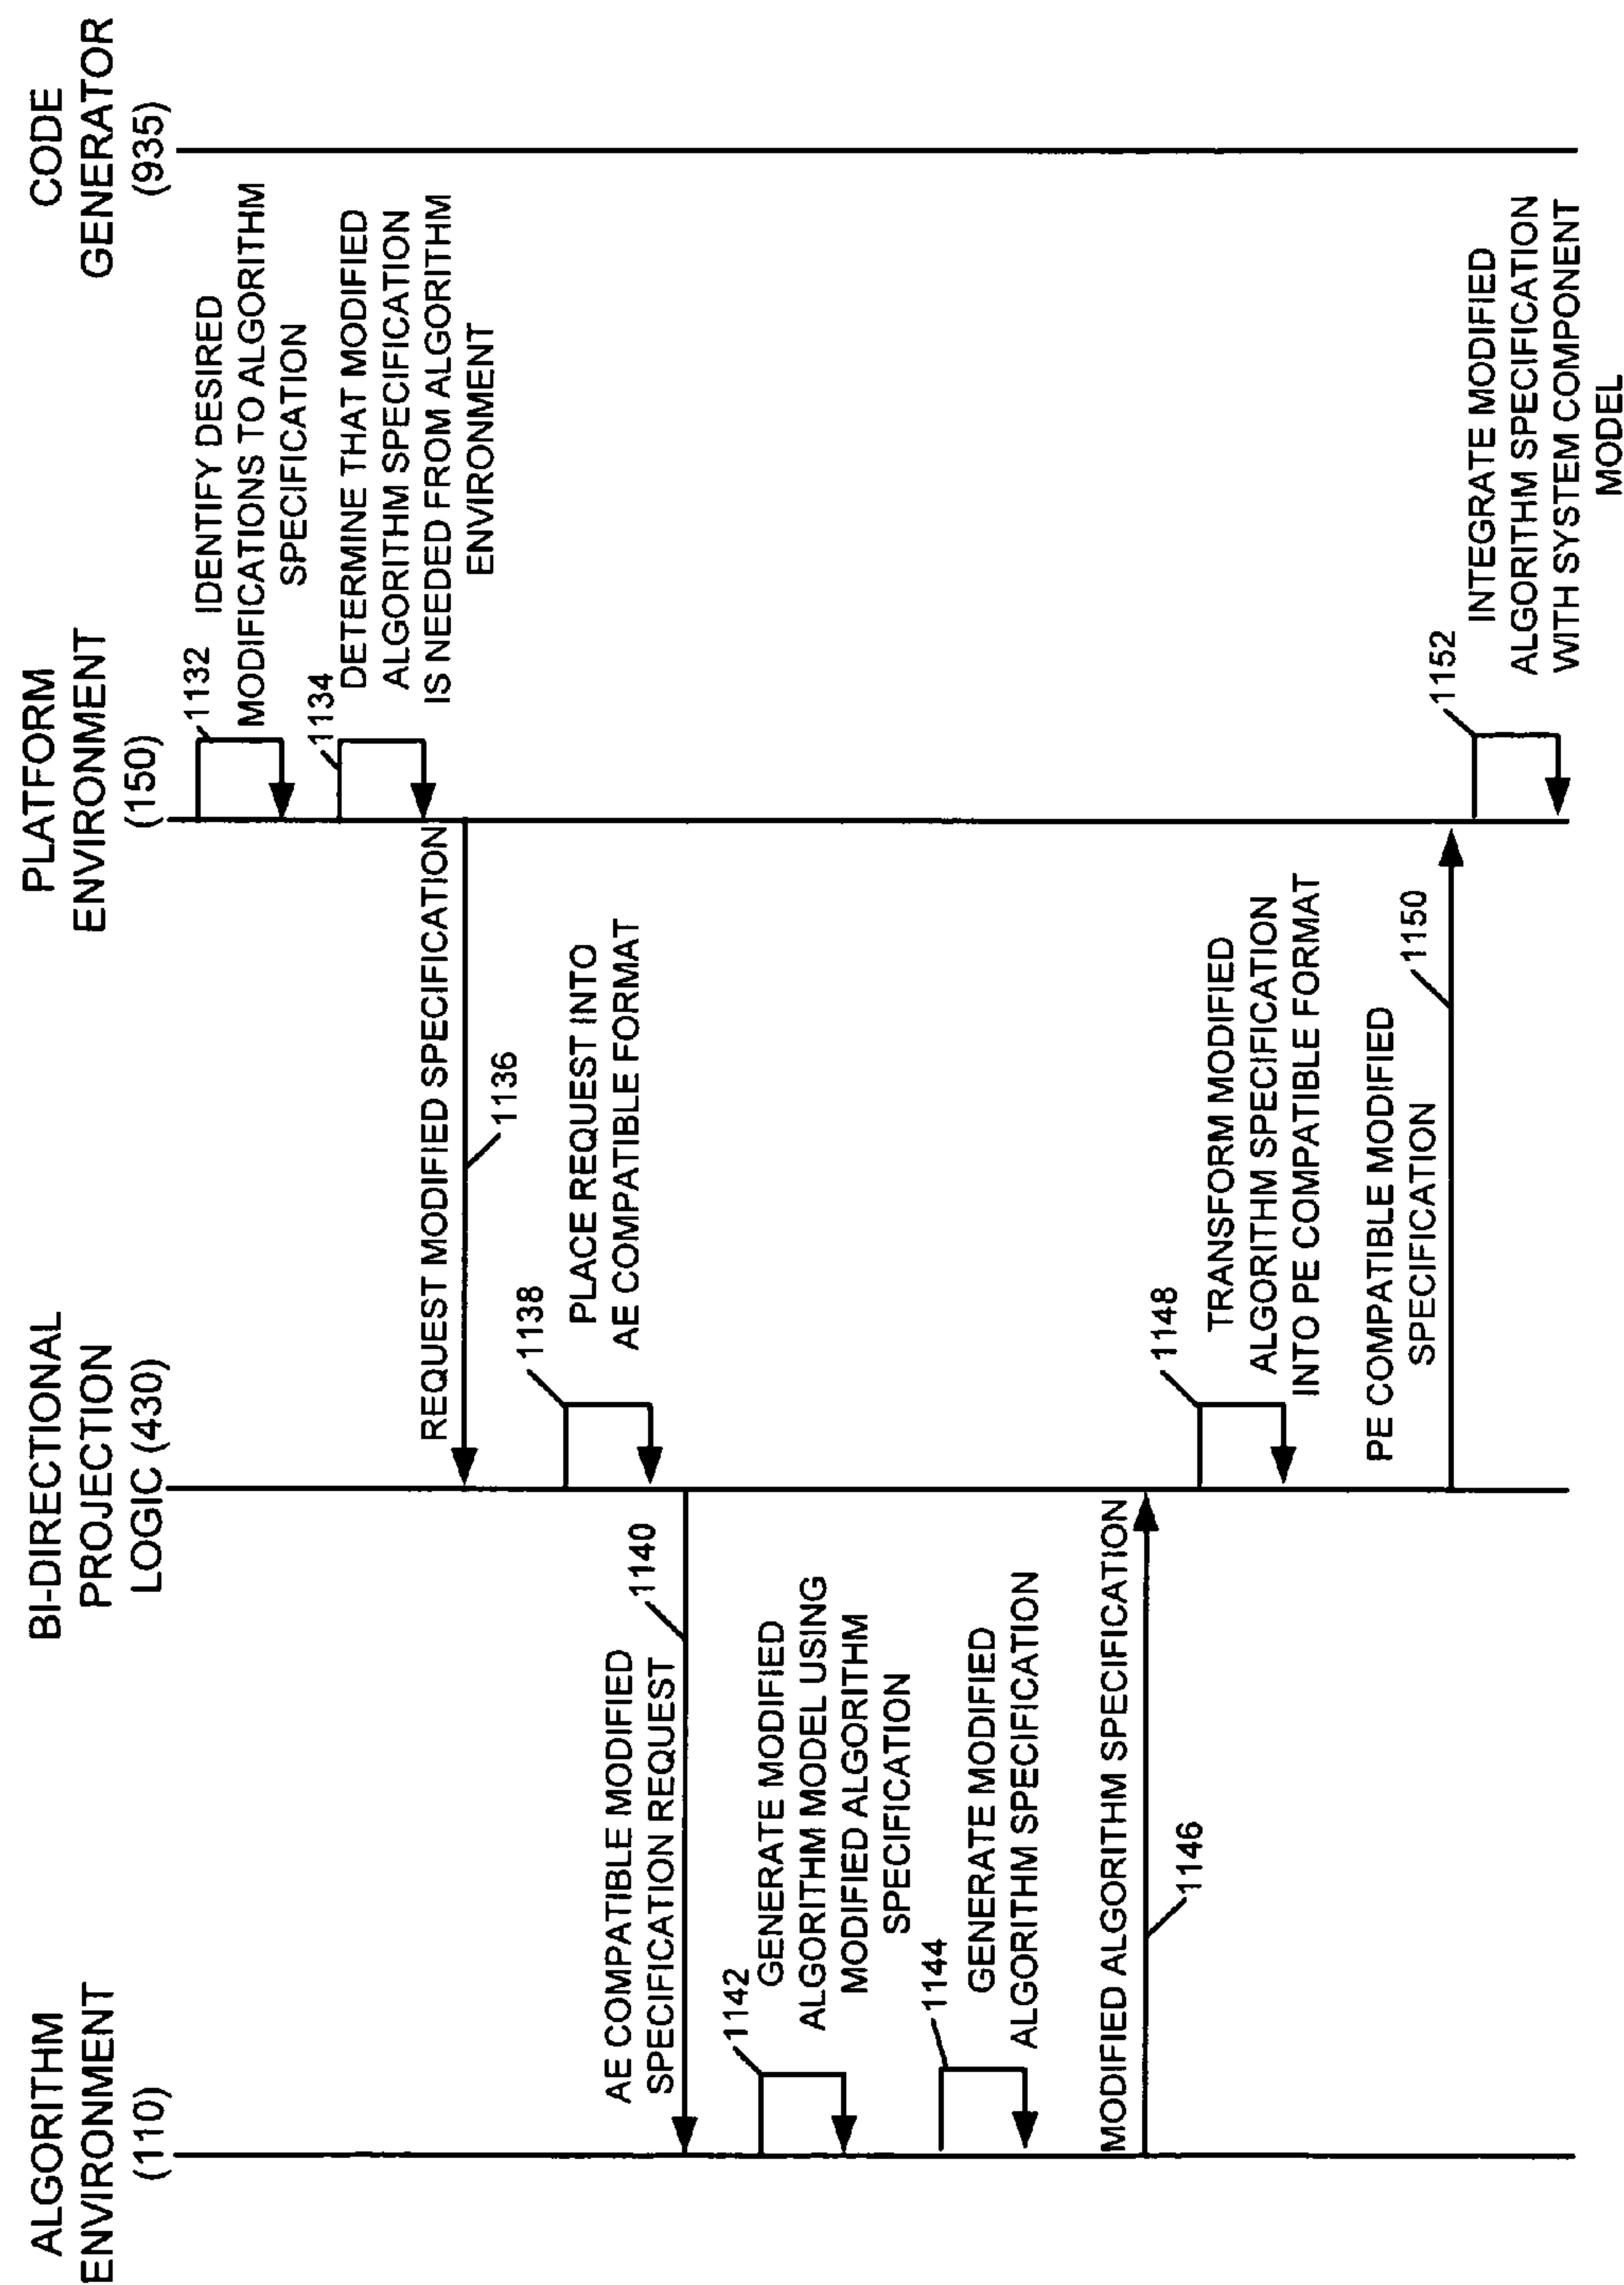 ALGORITHM
ENVIRONMENT
(110)
BI-DIRECTIONAL
PROJECTION
LOGIC (430)
PLATFORM
ENVIRONMENT
(150)
CODE
GENERATOR
(935)
1132
IDENTIFY DESIRED
MODIFICATIONS TO ALGORITHM
SPECIFICATION
1134
DETERMINE THAT MODIFIED
ALGORITHM SPECIFICATION
IS NEEDED FROM ALGORITHM
ENVIRONMENT
REQUEST MODIFIED SPECIFICATION
1136
1138
PLACE REQUEST INTO
AE COMPATIBLE FORMAT
AE COMPATIBLE MODIFIED
SPECIFICATION REQUEST
1140
1142
GENERATE MODIFIED
ALGORITHM MODEL USING
MODIFIED ALGORITHM
SPECIFICATION
1144
GENERATE MODIFIED
ALGORITHM SPECIFICATION
MODIFIED ALGORITHM SPECIFICATION
1146
1148
TRANSFORM MODIFIED
ALGORITHM SPECIFICATION
INTO PE COMPATIBLE FORMAT
PE COMPATIBLE MODIFIED
SPECIFICATION
1150
1152
INTEGRATE MODIFIED
ALGORITHM SPECIFICATION
WITH SYSTEM COMPONENT
MODEL